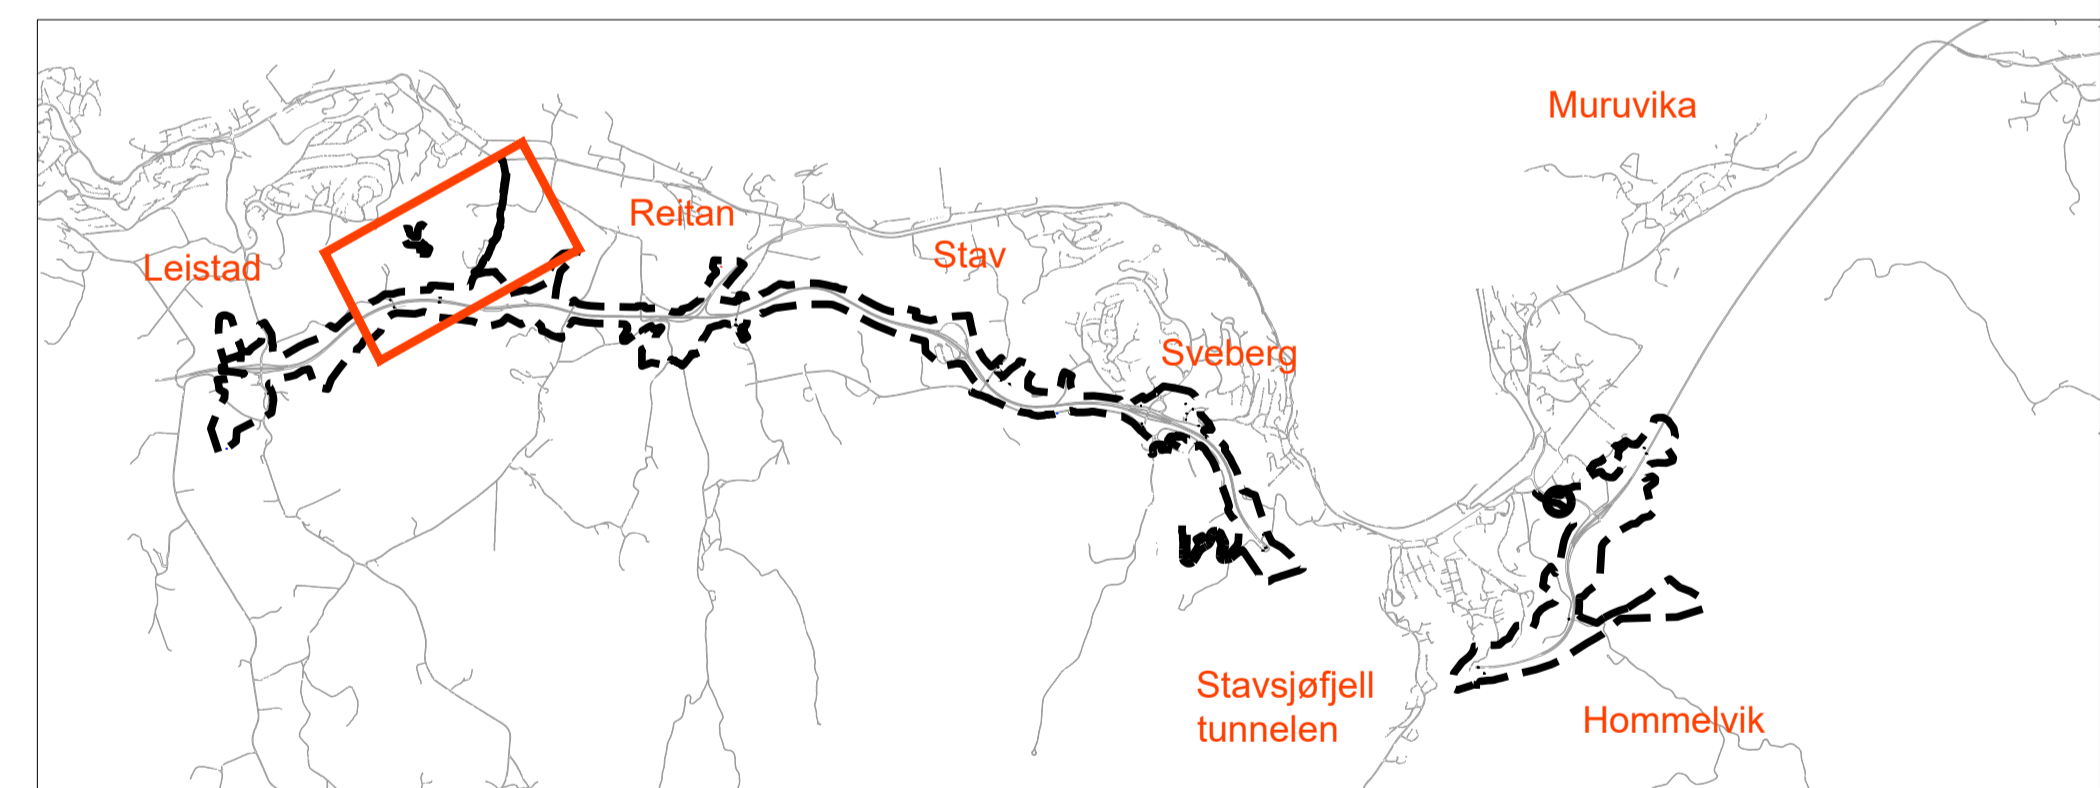 Muruvika
Reitan
Stav
Leistad
Sveberg
Stavsjøfjell
tunnelen
Hommelvik